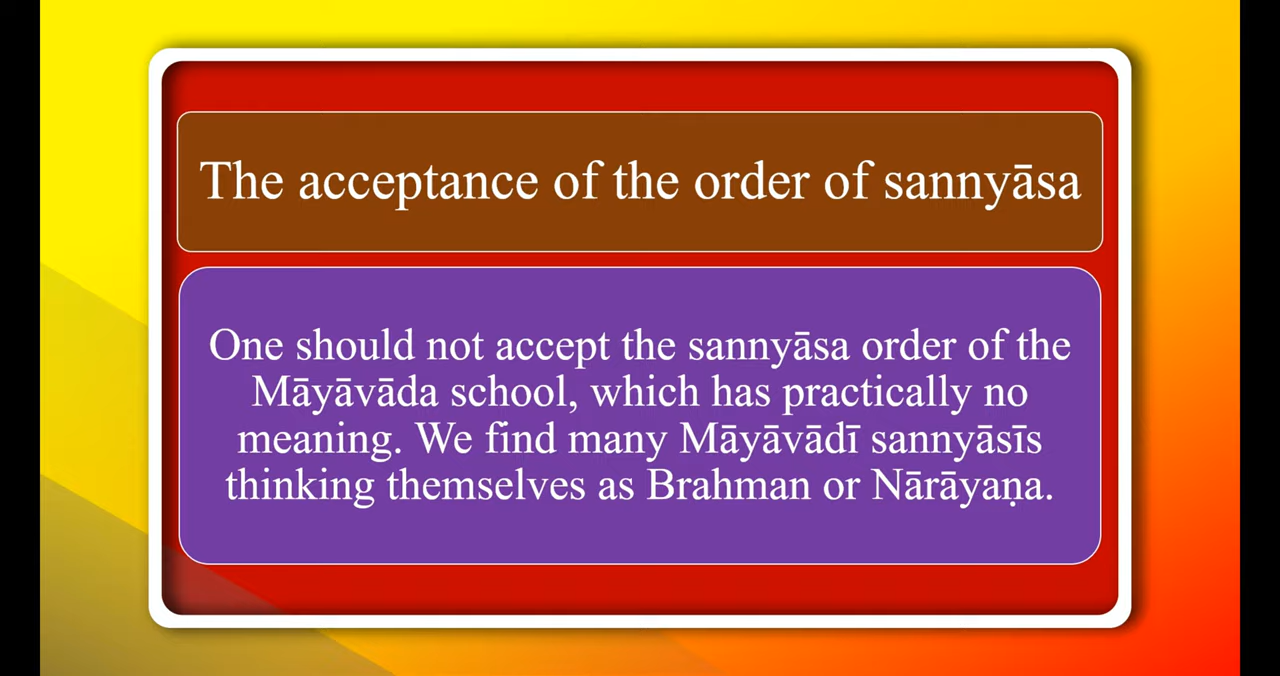 The acceptance of the order of sannyāsa
One should not accept the sannyāsa order of the
Māyāvāda school, which has practically no
meaning. We find many Māyāvādī sannyāsīs
thinking themselves as Brahman or Nārāyaṇa.